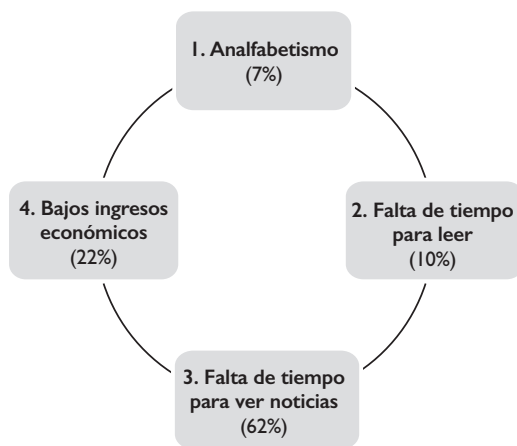 1. Analfabetismo
(7%)
2. Falta de tiempo
para leer
(10%)
3. Falta de tiempo
para ver noticias
(62%)
4. Bajos ingresos
económicos
(22%)